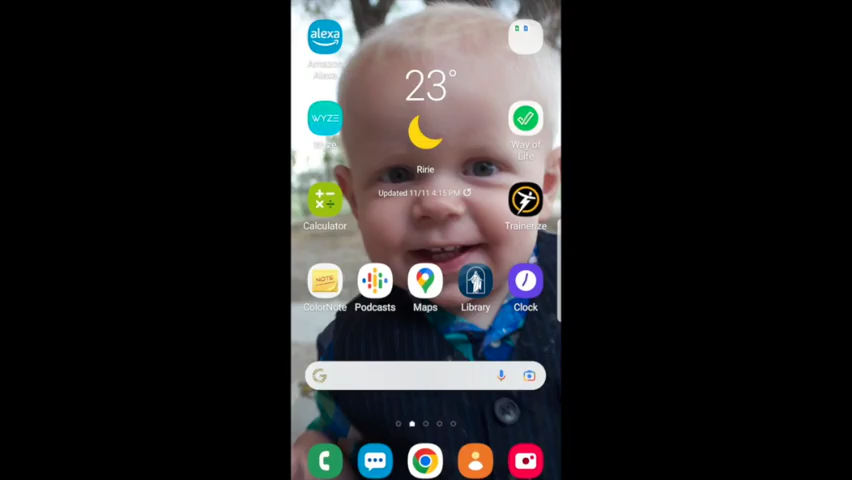 alexa
Amazon
Alexa
23°
WYZE
Wyze
Way of
Life
Ririe
Updated 11/11 4:15 PM
Calculator
Trainerize
NOTE
ColorNote
Podcasts
Maps
Library
Clock